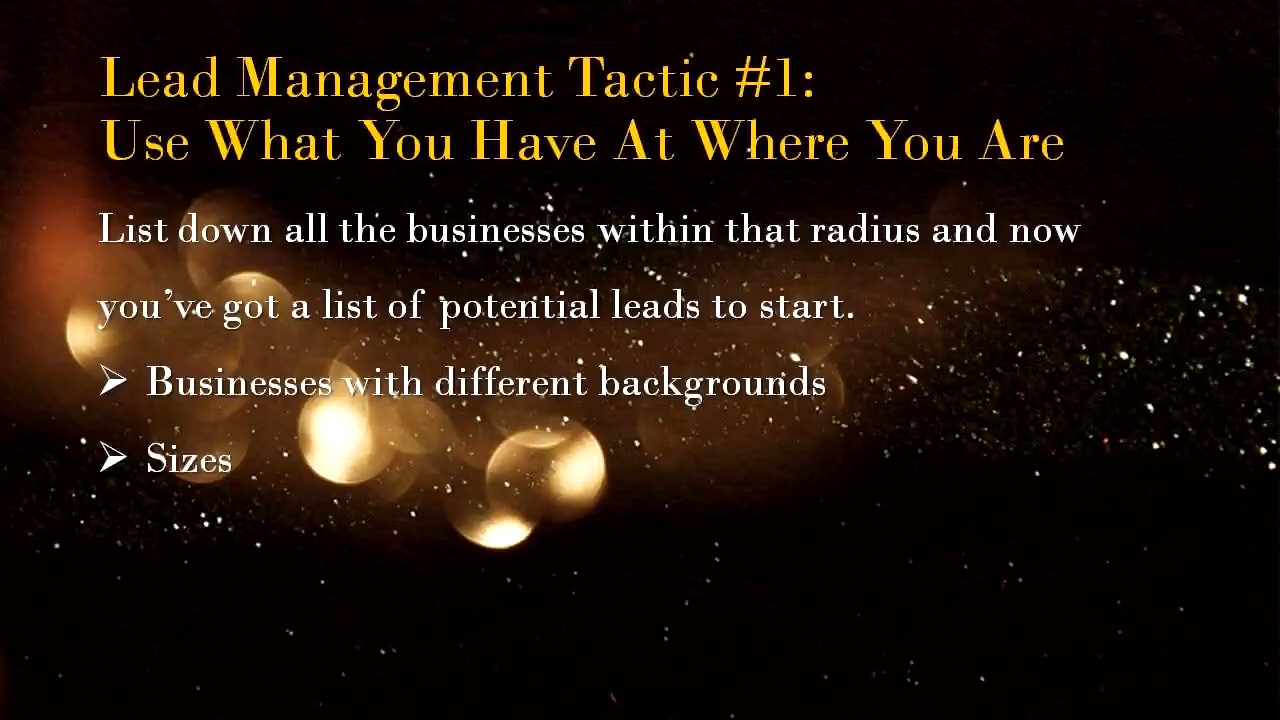 Lead Management Tactic #1:
Use What You Have At Where You Are
List down all the businesses within that radius and now
you've got a list of potential leads to start.
➢ Businesses with different backgrounds
➢ Sizes